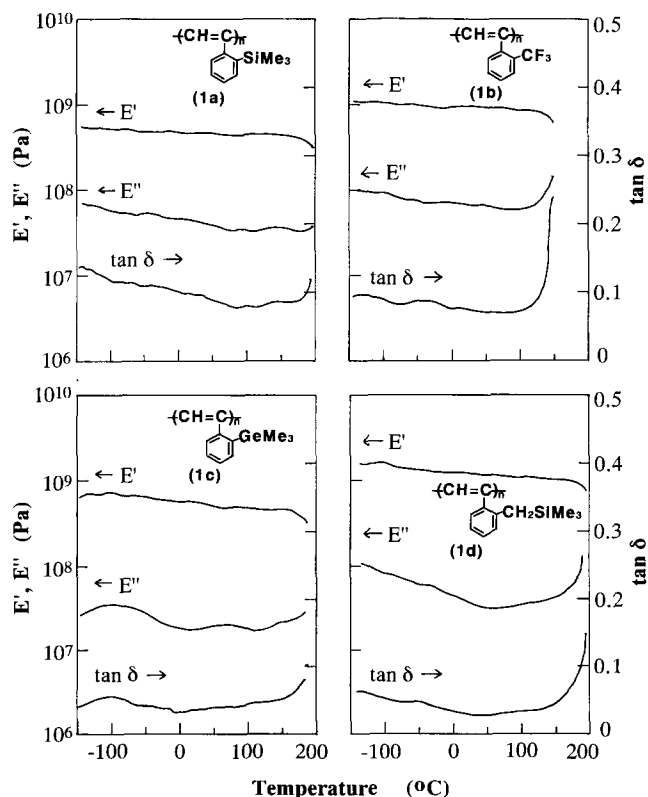 10¹⁰
10⁹
10⁸
10⁷
10⁶
E', E" (Pa)
-(CH=C)n-
SiMe₃
(1a)
← E'
← E"
tan δ →
-(CH=C)n-
CF₃
(1b)
← E'
← E"
tan δ →
0.5
0.4
0.3
0.2
0.1
0
tan δ
10¹⁰
10⁹
10⁸
10⁷
10⁶
E', E" (Pa)
-(CH=C)n-
GeMe₃
(1c)
← E'
← E"
tan δ →
-100 0 100 200
← E'
-(CH=C)n-
CH₂SiMe₃
(1d)
← E"
tan δ →
0.5
0.4
0.3
0.2
0.1
0
tan δ
-100 0 100 200
Temperature (ºC)